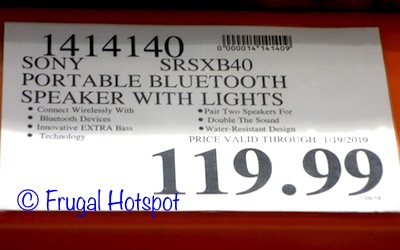 1414140
0000014141409
SONY SRSXB40
PORTABLE BLUETOOTH
SPEAKER WITH LIGHTS
• Connect Wirelessly With • Pair Two Speakers For
• Bluetooth Devices • Double The Sound
• Innovative EXTRA Bass • Water-Resistant Design
• Technology
PRICE VALID THROUGH 1/19/2019
119.99
© Frugal Hotspot